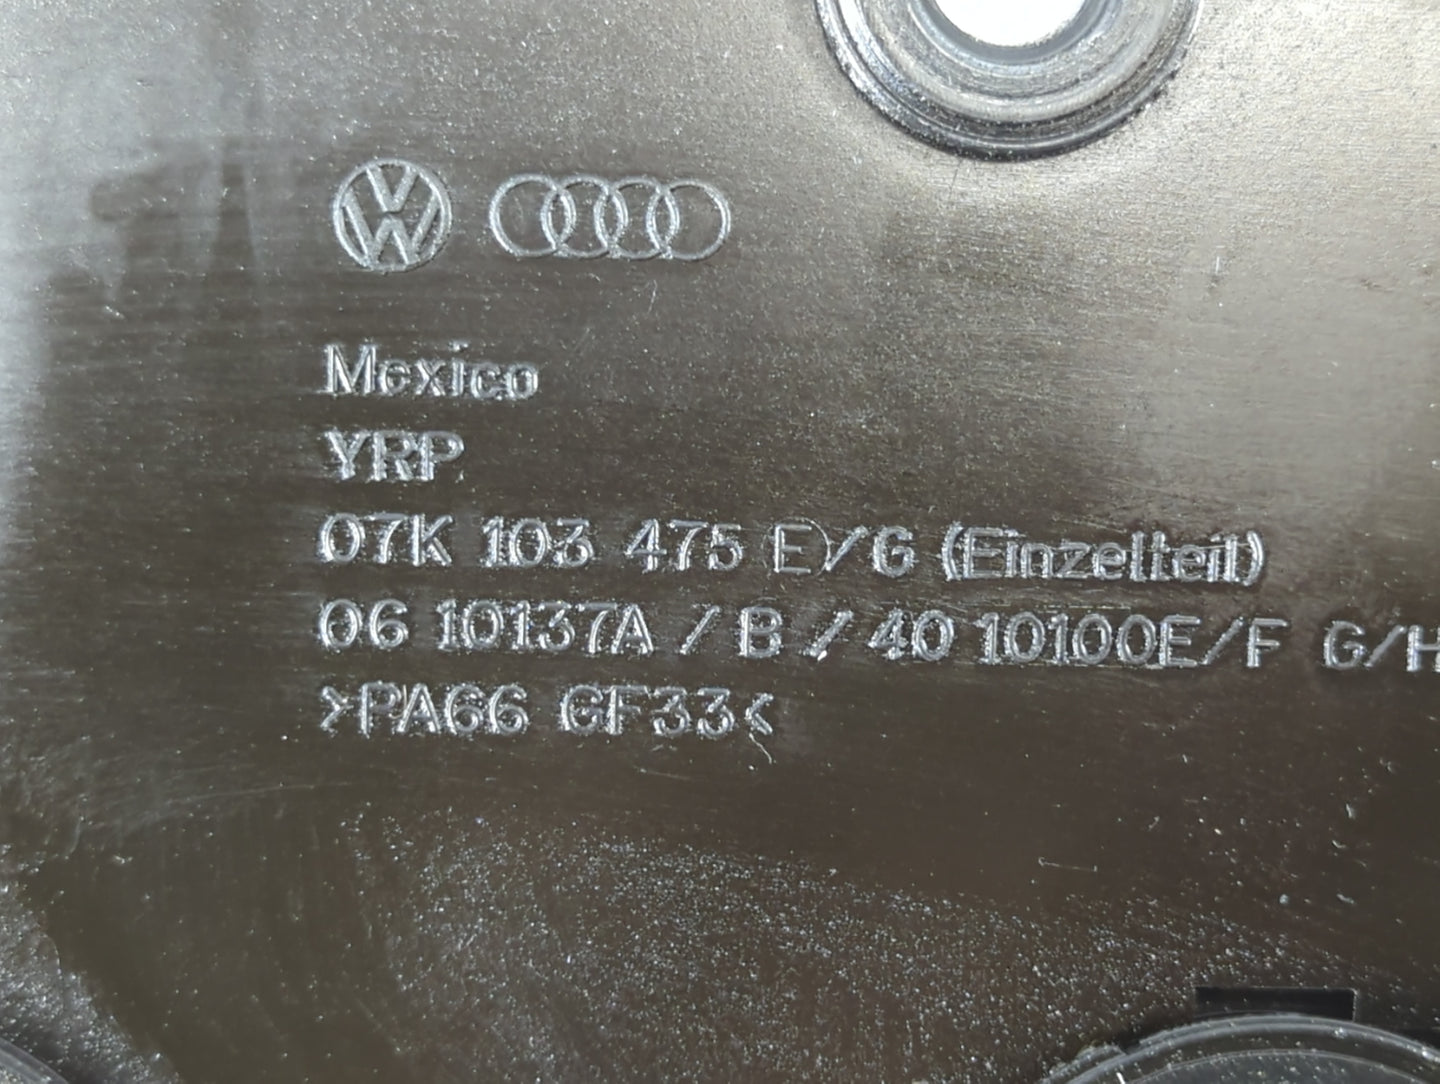 Mexico
YRP
07K 103 475 E/G (Einzelteil)
06 10137A / B / 40 10100E/F G/H
>PA66 GF33<